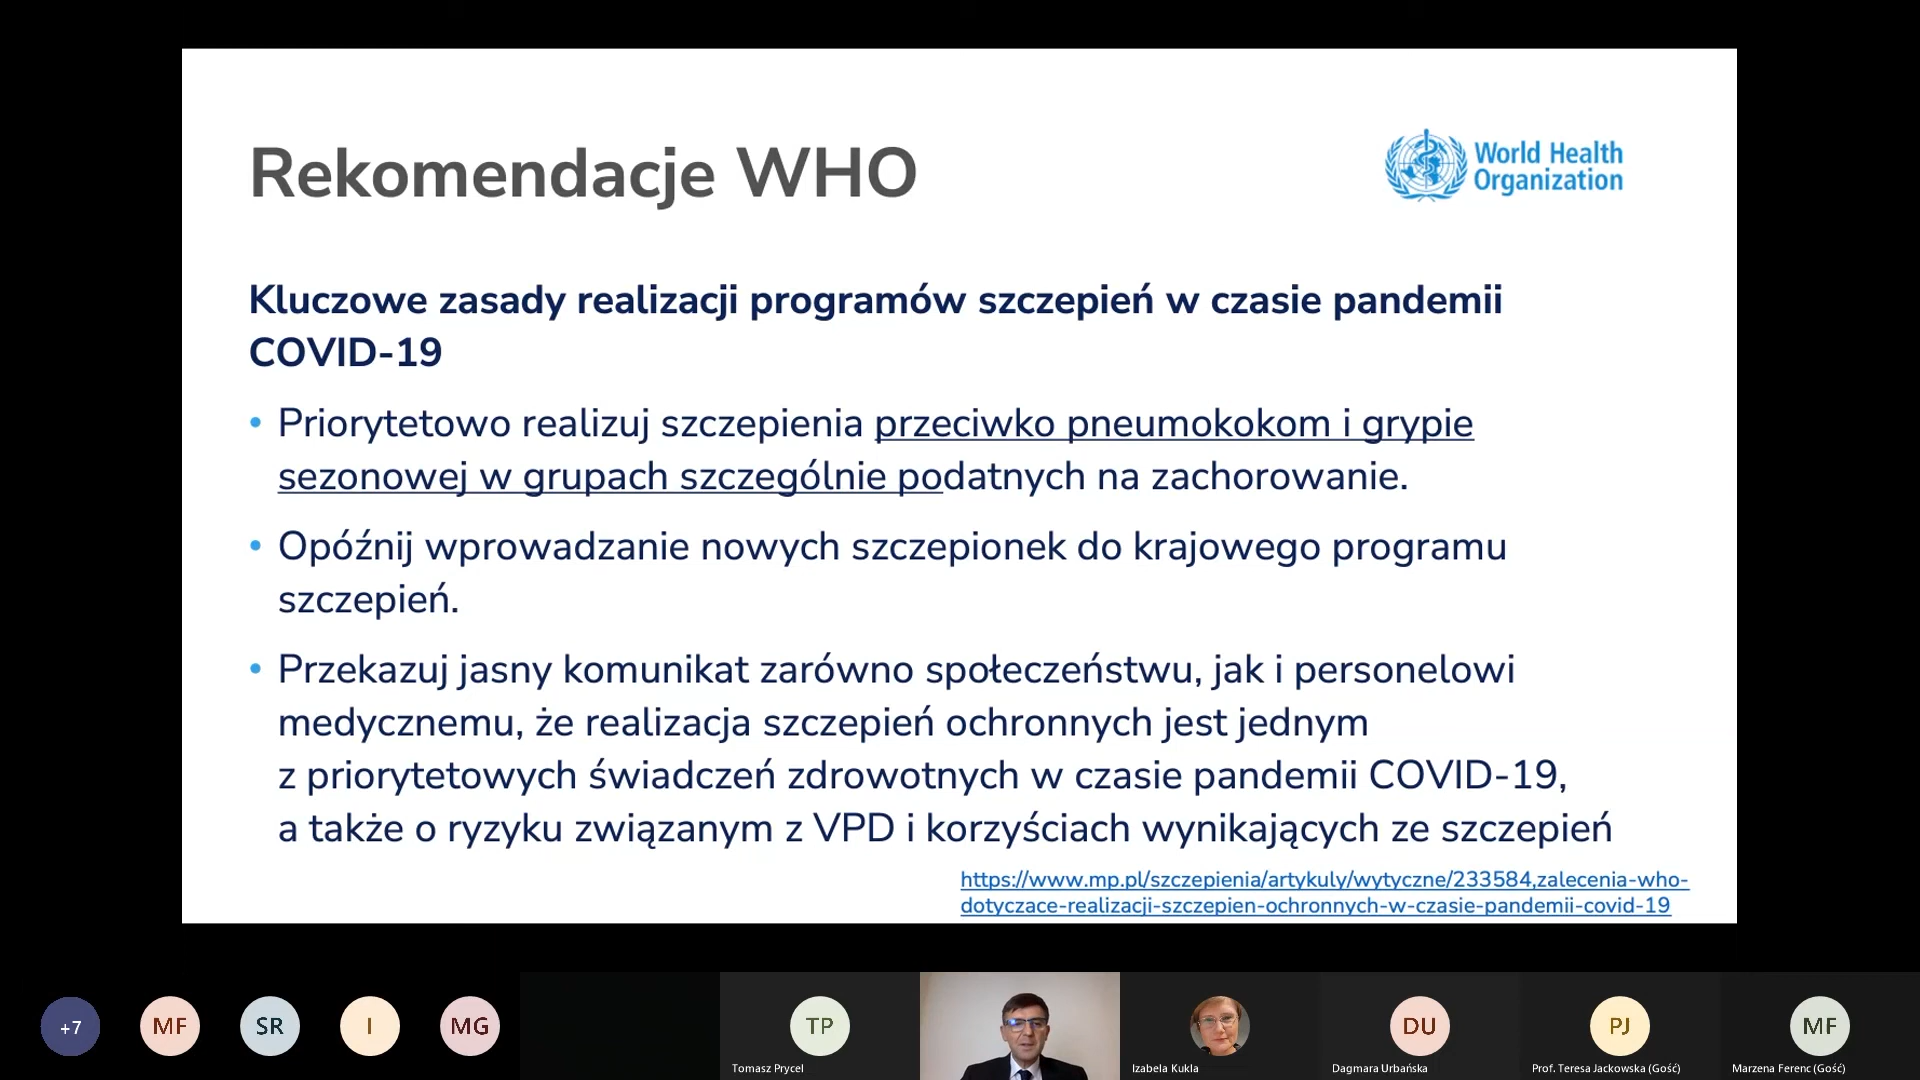 Rekomendacje WHO
World Health
Organization
Kluczowe zasady realizacji programów szczepień w czasie pandemii
COVID-19
• Priorytetowo realizuj szczepienia przeciwko pneumokokom i grypie
sezonowej w grupach szczególnie podatnych na zachorowanie.
• Opóźnij wprowadzanie nowych szczepionek do krajowego programu
szczepień.
• Przekazuj jasny komunikat zarówno społeczeństwu, jak i personelowi
medycznemu, że realizacja szczepień ochronnych jest jednym
z priorytetowych świadczeń zdrowotnych w czasie pandemii COVID-19,
a także o ryzyku związanym z VPD i korzyściach wynikających ze szczepień
https://www.mp.pl/szczepienia/artykuly/wytyczne/233584,zalecenia-who-
dotyczace-realizacji-szczepien-ochronnych-w-czasie-pandemii-covid-19
+7 MF SR I MG TP DU PJ MF
Tomasz Prycel Izabela Kukla Dagmara Urbańska Prof. Teresa Jackowska (Gość) Marzena Ferenc (Gość)